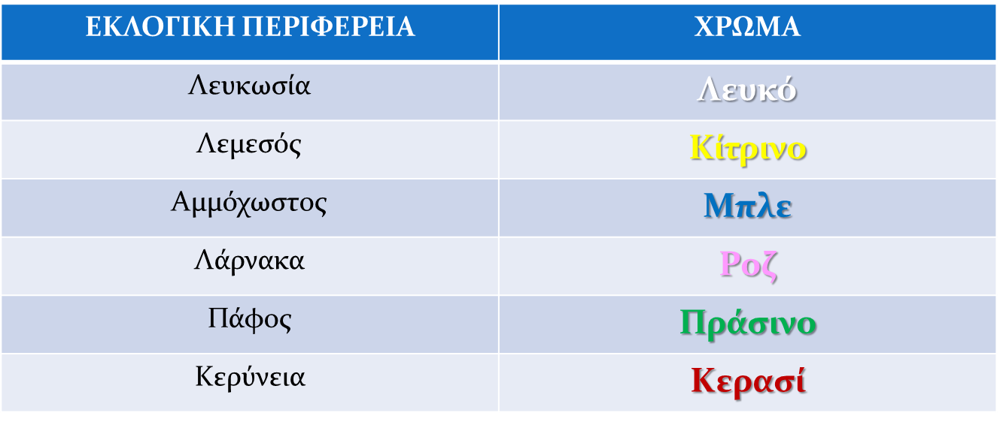 ΕΚΛΟΓΙΚΗ ΠΕΡΙΦΕΡΕΙΑ ΧΡΩΜΑ
Λευκωσία Λευκό
Λεμεσός Κίτρινο
Αμμόχωστος Μπλε
Λάρνακα Ροζ
Πάφος Πράσινο
Κερύνεια Κερασί